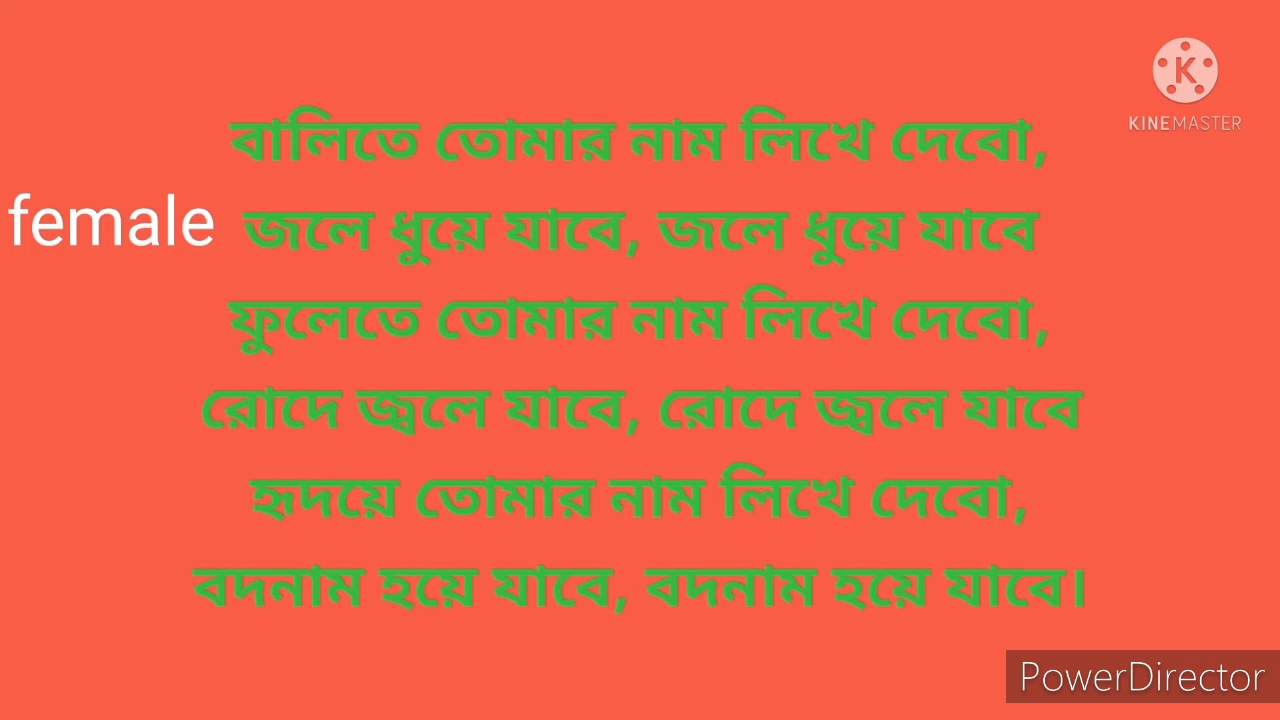 KINEMASTER
বালিতে তোমার নাম লিখে দেবো,
female
জলে ধুয়ে যাবে, জলে ধুয়ে যাবে
ফুলেতে তোমার নাম লিখে দেবো,
রোদে জ্বলে যাবে, রোদে জ্বলে যাবে
হৃদয়ে তোমার নাম লিখে দেবো,
বদনাম হয়ে যাবে, বদনাম হয়ে যাবে।
PowerDirector